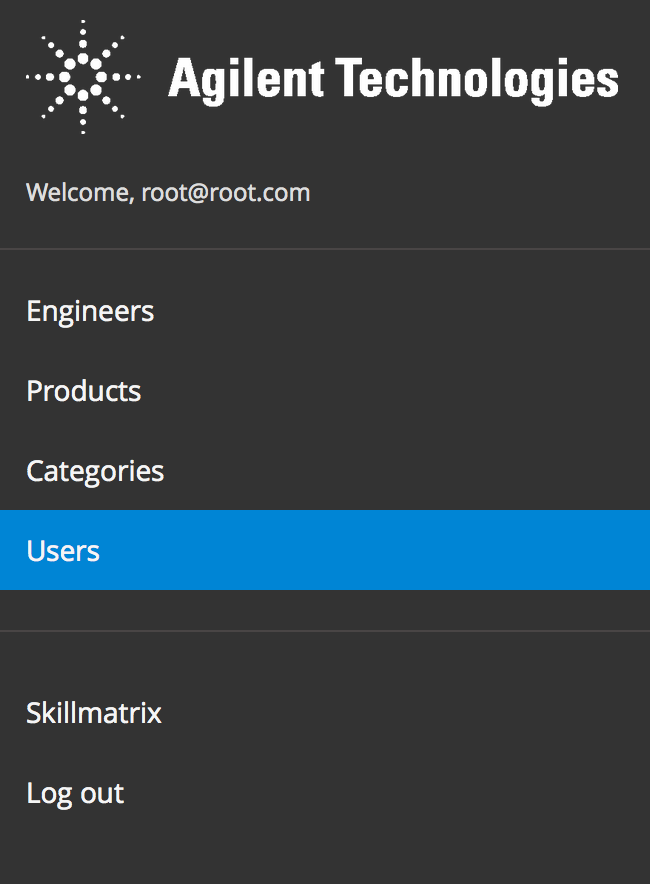 Agilent Technologies
Welcome, root@root.com
Engineers
Products
Categories
Users
Skillmatrix
Log out